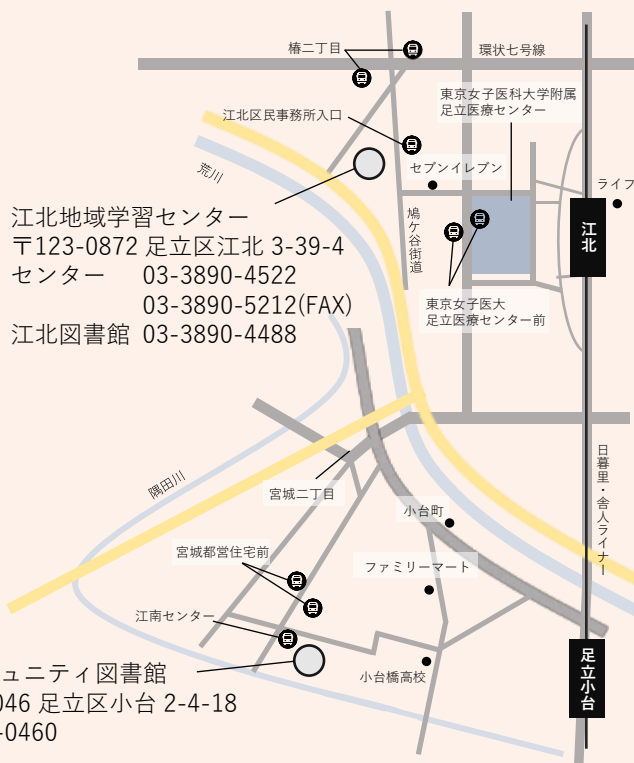 椿二丁目
環状七号線
東京女子医科大学附属
足立医療センター
江北区民事務所入口
セブンイレブン
荒川
ライフ
江北地域学習センター
〒123-0872 足立区江北 3-39-4
センター 03-3890-4522
03-3890-5212(FAX)
江北図書館 03-3890-4488
鳩ケ谷街道
江北
東京女子医大
足立医療センター前
日暮里・舎人ライナー
隅田川
宮城二丁目
小台町
宮城都営住宅前
ファミリーマート
江南センター
足立小台
ュニティ図書館
046 足立区小台 2-4-18
-0460
小台橋高校